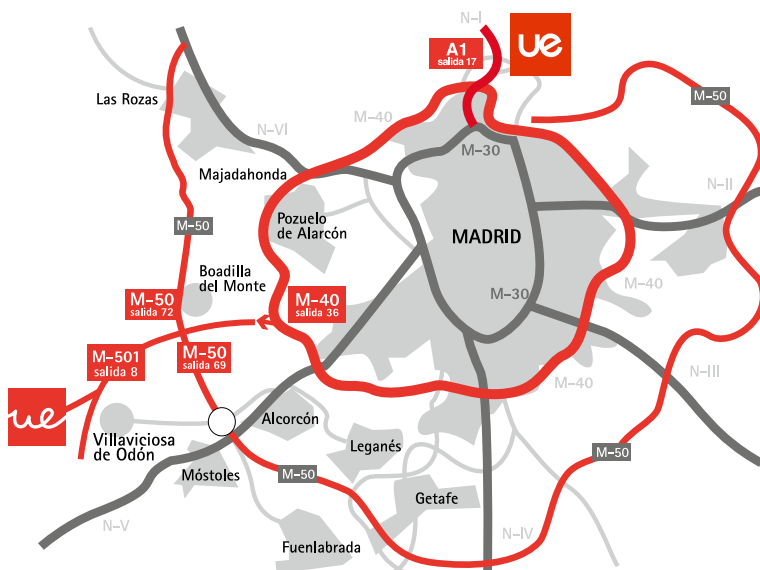 N-I
A1
salida 17
ue
Las Rozas
M-40
M-50
N-VI
M-30
Majadahonda
N-II
Pozuelo
de Alarcón
M-50
MADRID
Boadilla
del Monte
M-40
M-50
salida 72
M-40
salida 36
M-30
M-501
salida 8
M-50
salida 69
N-III
M-40
ue
Villaviciosa
de Odón
Alcorcón
Leganés
M-50
Móstoles
M-50
Getafe
N-V
N-IV
Fuenlabrada